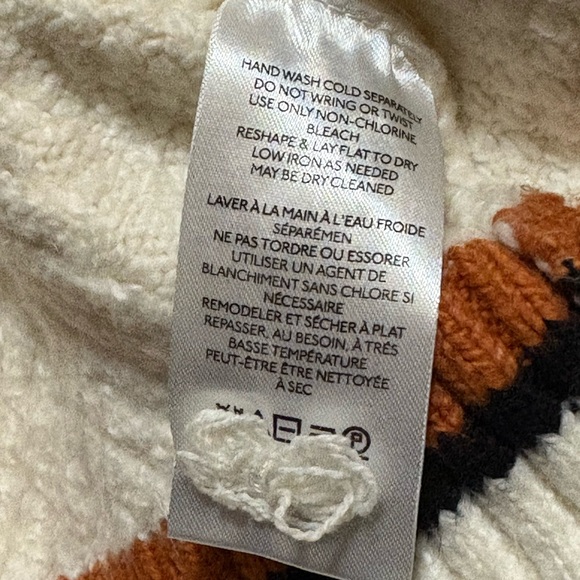 HAND WASH COLD SEPARATELY
DO NOT WRING OR TWIST
USE ONLY NON-CHLORINE
BLEACH
RESHAPE & LAY FLAT TO DRY
LOW IRON AS NEEDED
MAY BE DRY CLEANED
LAVER À LA MAIN À L'EAU FROIDE
SÉPARÉMEN
NE PAS TORDRE OU ESSORER
UTILISER UN AGENT DE
BLANCHIMENT SANS CHLORE SI
NÉCESSAIRE
REMODELER ET SÉCHER À PLAT
REPASSER, AU BESOIN, À TRÉS
BASSE TEMPÉRATURE
PEUT-ÊTRE ÊTRE NETTOYÉE
À SEC
P